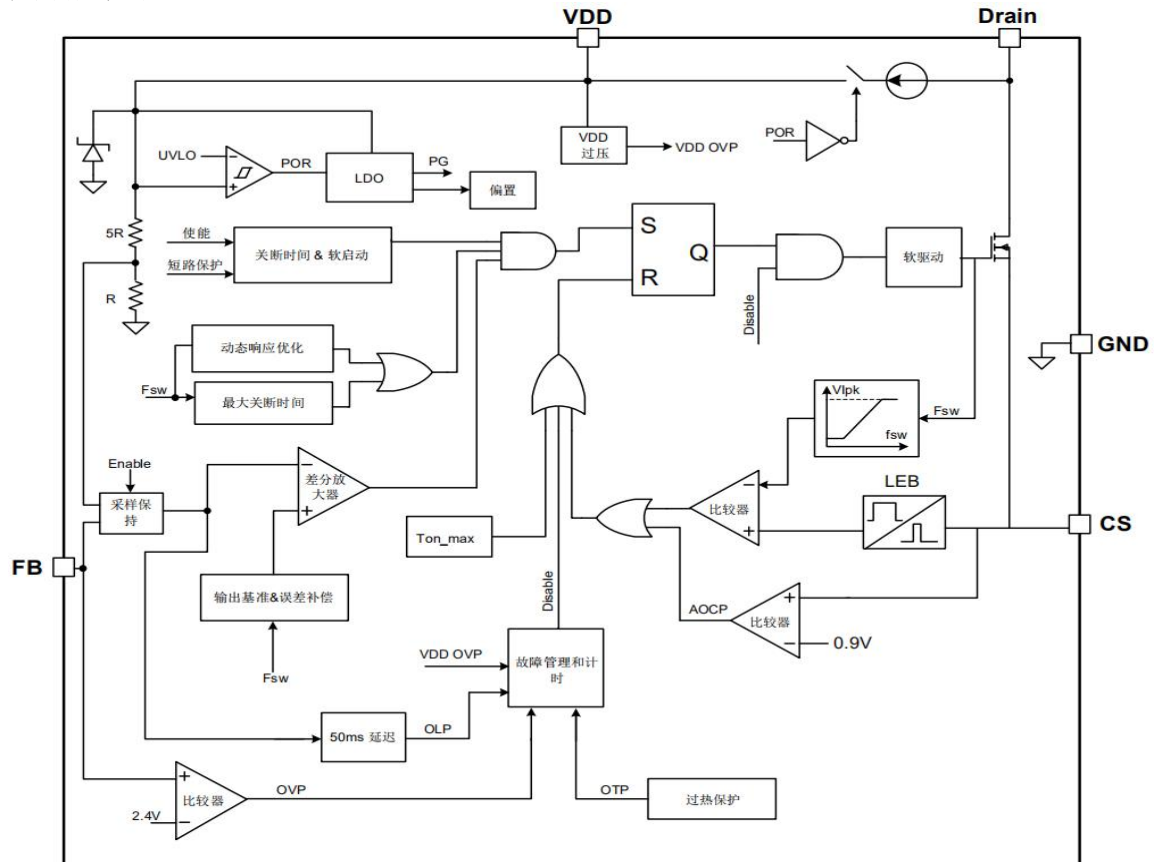 VDD
Drain
UVLO
POR
LDO
PG
偏置
VDD
过压
VDD OVP
POR
5R
R
使能
短路保护
关断时间 & 软启动
S
R
Q
Disable
软驱动
GND
动态响应优化
Fsw
最大关断时间
VIpk
fsw
Fsw
Enable
采样保
持
差分放
大器
Ton_max
比较器
LEB
CS
FB
输出基准&误差补偿
Fsw
Disable
AOCP
比较器
0.9V
VDD OVP
故障管理和计
时
50ms 延迟
OLP
比较器
2.4V
OVP
OTP
过热保护